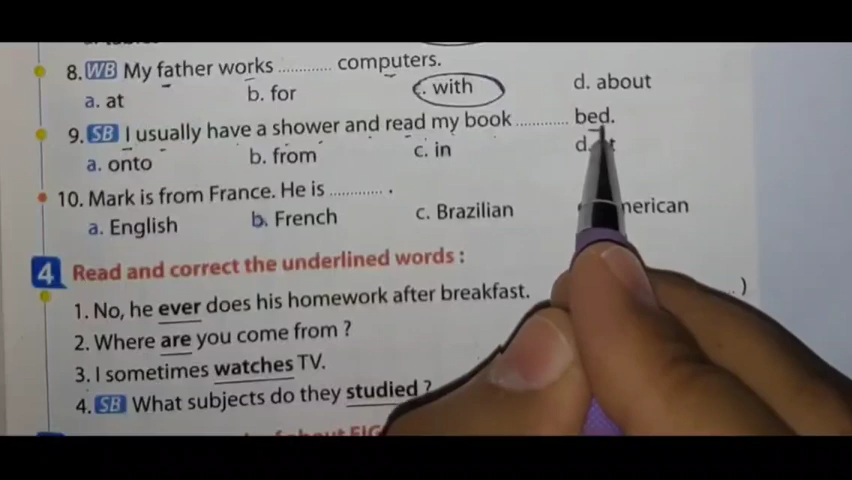 8. WB My father works ............ computers.
a. at b. for c. with d. about
9. SB I usually have a shower and read my book ............ bed.
a. onto b. from c. in d.
10. Mark is from France. He is ............ .
a. English b. French c. Brazilian
4 Read and correct the underlined words :
1. No, he ever does his homework after breakfast. )
2. Where are you come from ?
3. I sometimes watches TV.
4. SB What subjects do they studied ?